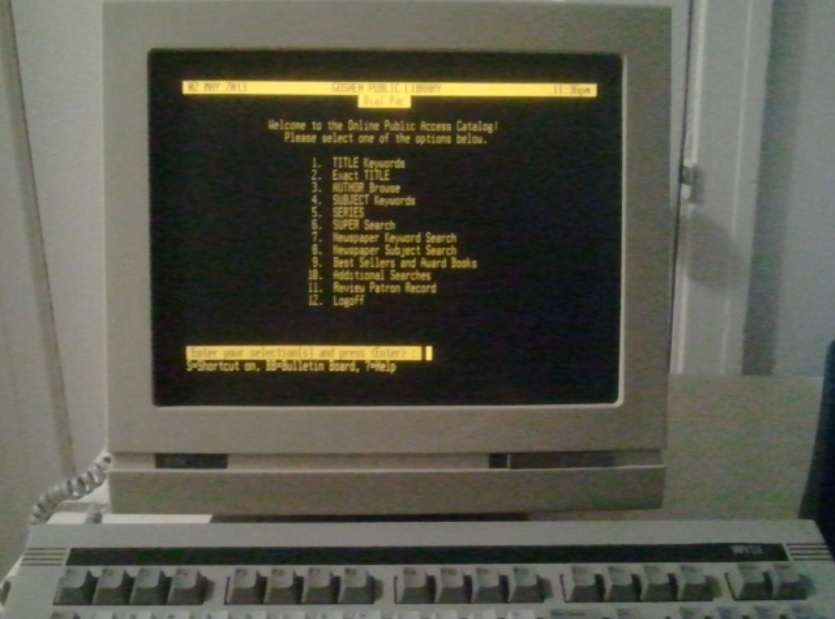 02 MAY 2013 GOSHEN PUBLIC LIBRARY 11:36pm
Dial Pac
Welcome to the Online Public Access Catalog!
Please select one of the options below.
1. TITLE Keywords
2. Exact TITLE
3. AUTHOR Browse
4. SUBJECT Keywords
5. SERIES
6. SUPER Search
7. Newspaper Keyword Search
8. Newspaper Subject Search
9. Best Sellers and Award Books
10. Additional Searches
11. Review Patron Record
12. Logoff
Enter your selection(s) and press <Enter> :
S=Shortcut on, BB=Bulletin Board, ?=Help
WYSE